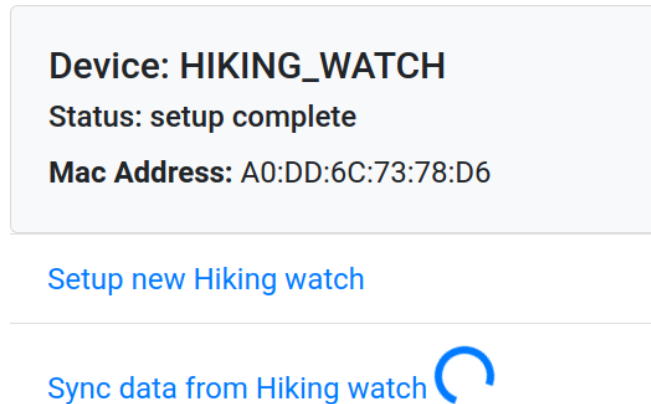 Device: HIKING_WATCH
Status: setup complete
Mac Address: A0:DD:6C:73:78:D6
Setup new Hiking watch
Sync data from Hiking watch